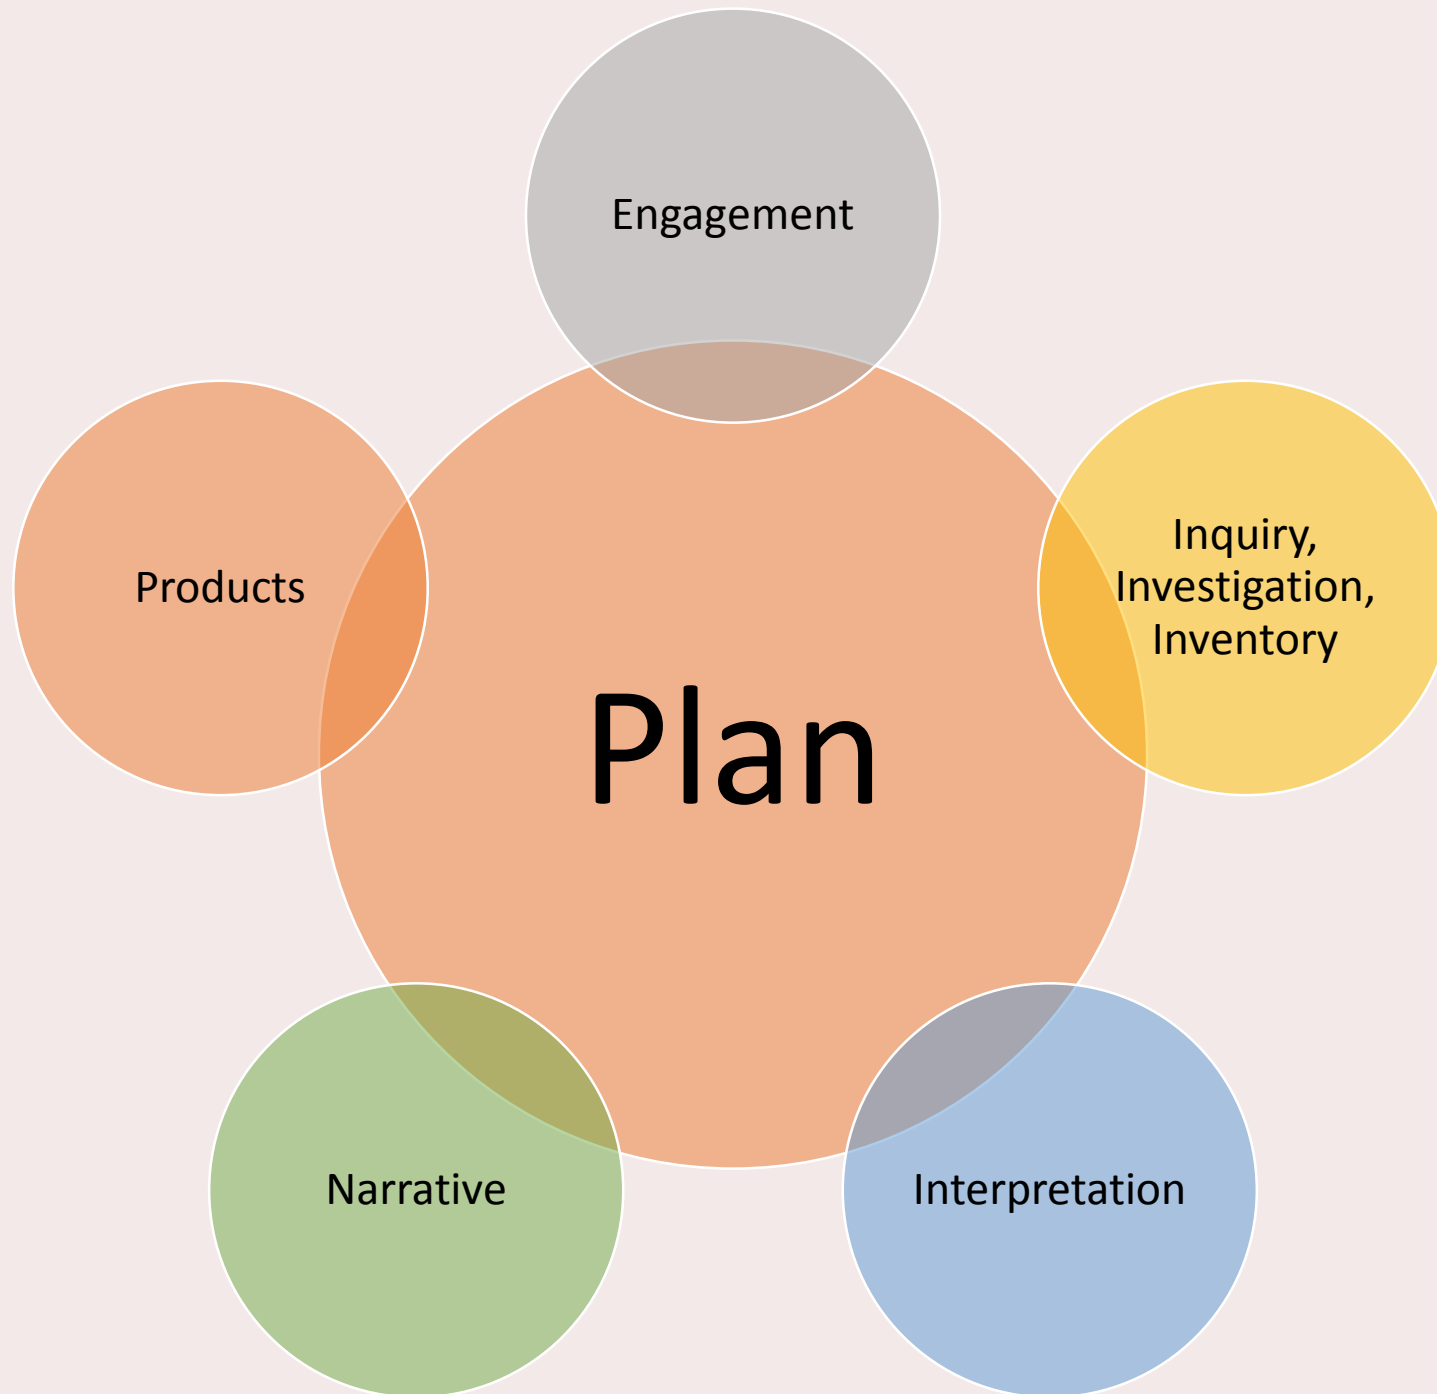 Engagement
Products
Inquiry,
Investigation,
Inventory
Plan
Narrative
Interpretation